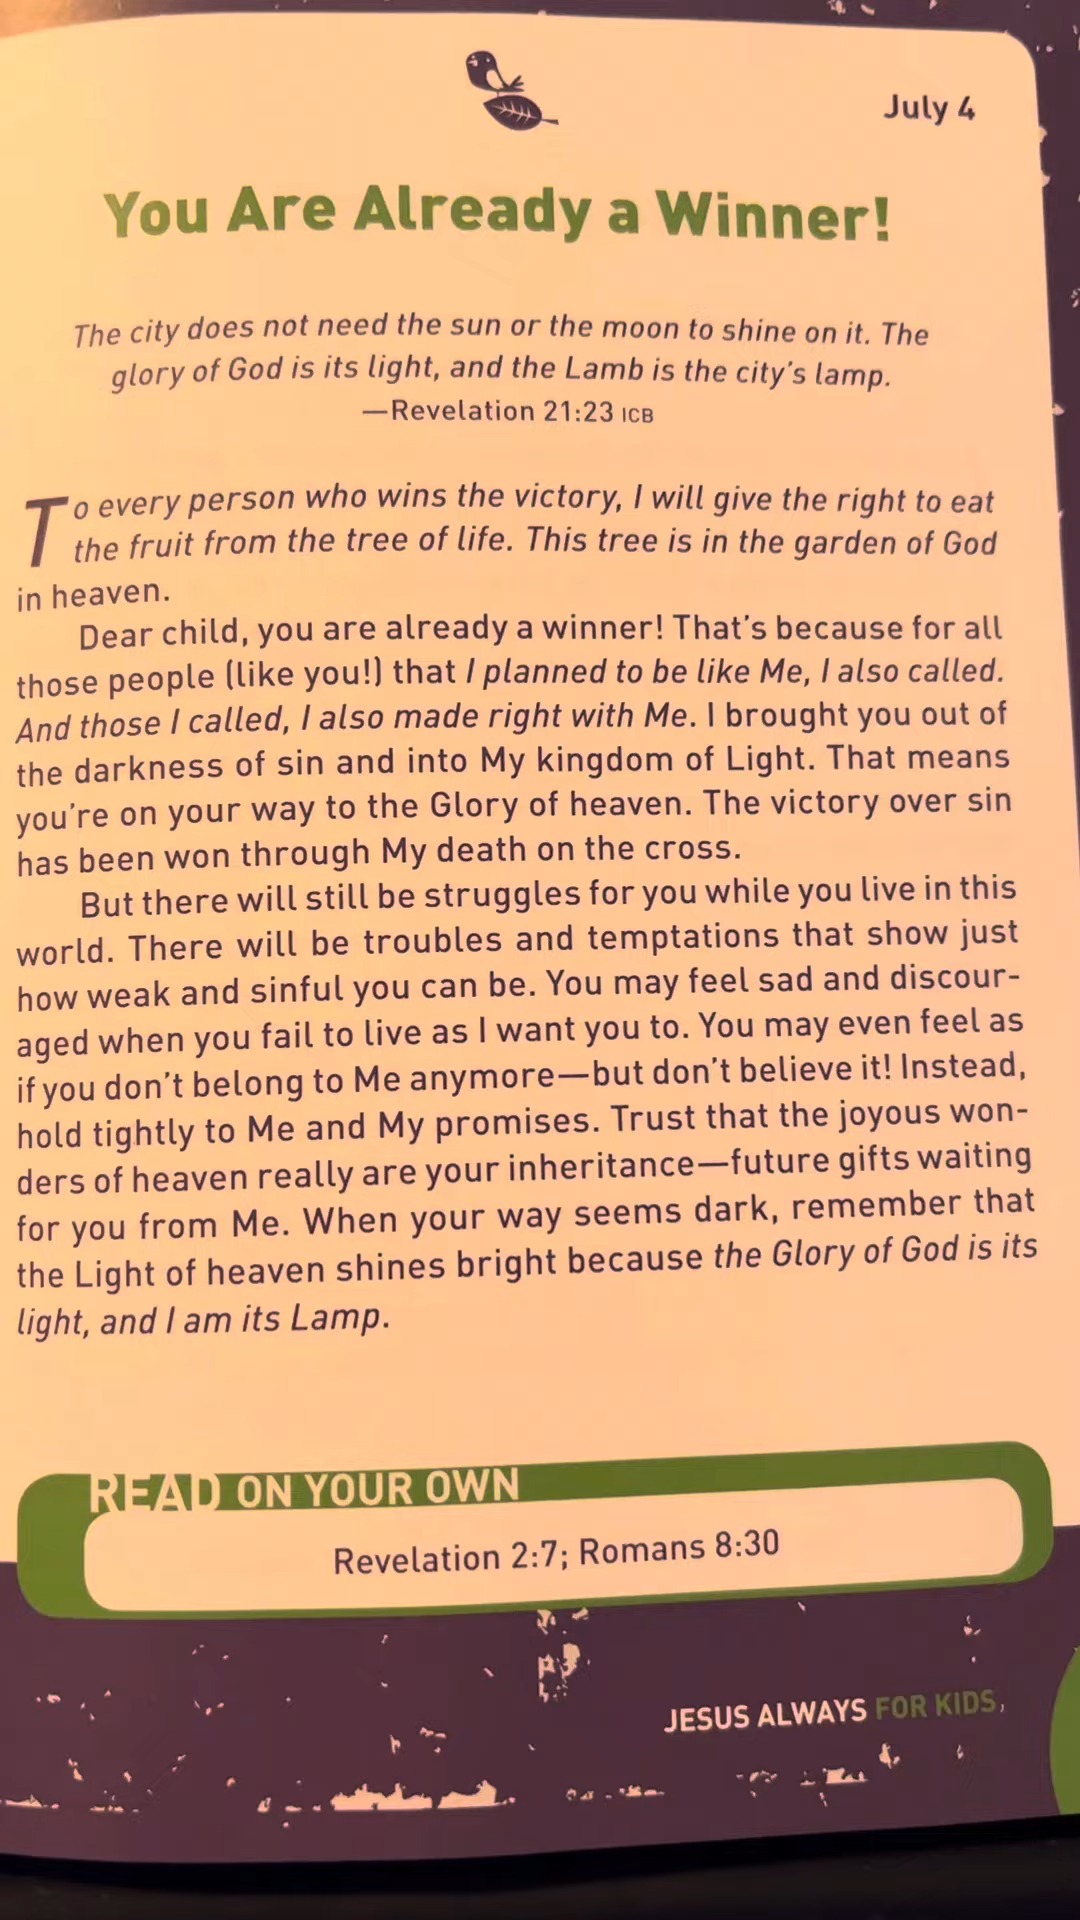 July 4
You Are Already a Winner!
The city does not need the sun or the moon to shine on it. The
glory of God is its light, and the Lamb is the city's lamp.
—Revelation 21:23 ICB
To every person who wins the victory, I will give the right to eat
the fruit from the tree of life. This tree is in the garden of God
in heaven.
Dear child, you are already a winner! That's because for all
those people (like you!) that I planned to be like Me, I also called.
And those I called, I also made right with Me. I brought you out of
the darkness of sin and into My kingdom of Light. That means
you're on your way to the Glory of heaven. The victory over sin
has been won through My death on the cross.
But there will still be struggles for you while you live in this
world. There will be troubles and temptations that show just
how weak and sinful you can be. You may feel sad and discour-
aged when you fail to live as I want you to. You may even feel as
if you don't belong to Me anymore—but don't believe it! Instead,
hold tightly to Me and My promises. Trust that the joyous won-
ders of heaven really are your inheritance—future gifts waiting
for you from Me. When your way seems dark, remember that
the Light of heaven shines bright because the Glory of God is its
light, and I am its Lamp.
READ ON YOUR OWN
Revelation 2:7; Romans 8:30
JESUS ALWAYS FOR KIDS